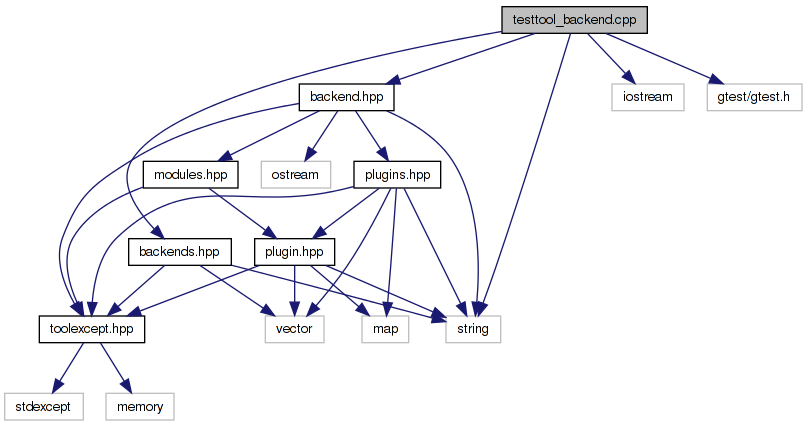 testtool_backend.cpp
backend.hpp
iostream
gtest/gtest.h
modules.hpp
ostream
plugins.hpp
backends.hpp
plugin.hpp
toolexcept.hpp
vector
map
string
stdexcept
memory